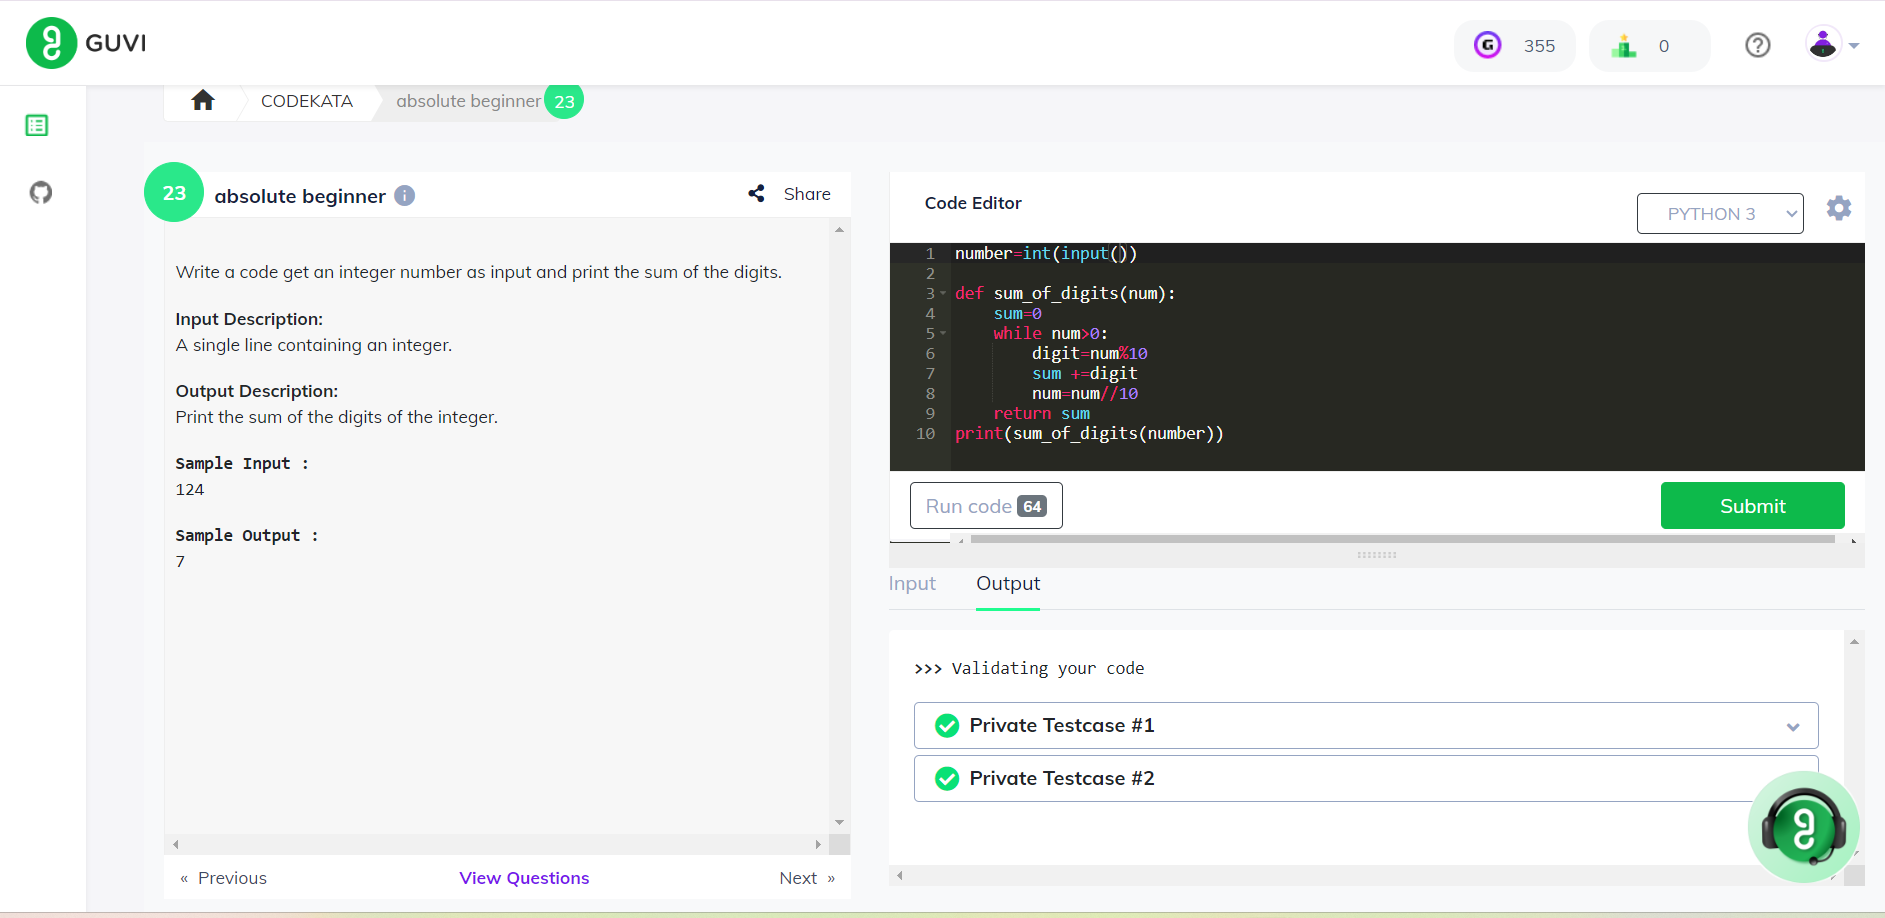 GUVI
355
0
CODEKATA
absolute beginner 23
23 absolute beginner
Share
Write a code get an integer number as input and print the sum of the digits.
Input Description:
A single line containing an integer.
Output Description:
Print the sum of the digits of the integer.
Sample Input :
124
Sample Output :
7
« Previous
View Questions
Next »
Code Editor
PYTHON 3
1 number=int(input())
2
3 def sum_of_digits(num):
4     sum=0
5     while num>0:
6         digit=num%10
7         sum +=digit
8         num=num//10
9     return sum
10 print(sum_of_digits(number))
Run code 64
Submit
Input
Output
>>> Validating your code
Private Testcase #1
Private Testcase #2